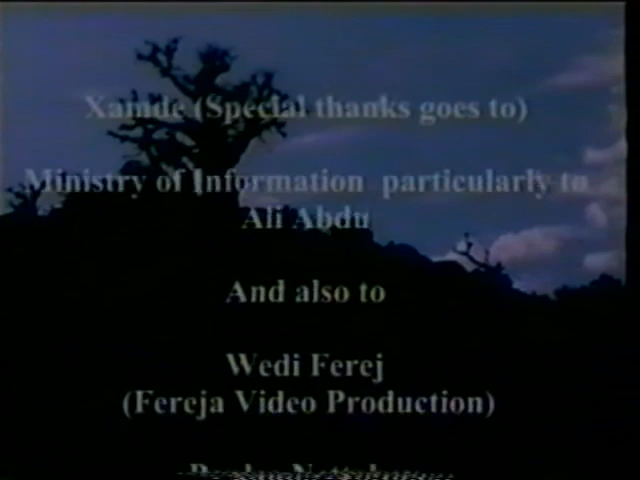 Xamde (Special thanks goes to)
Ministry of Information particularly to
Ali Abdu
And also to
Wedi Ferej
(Fereja Video Production)